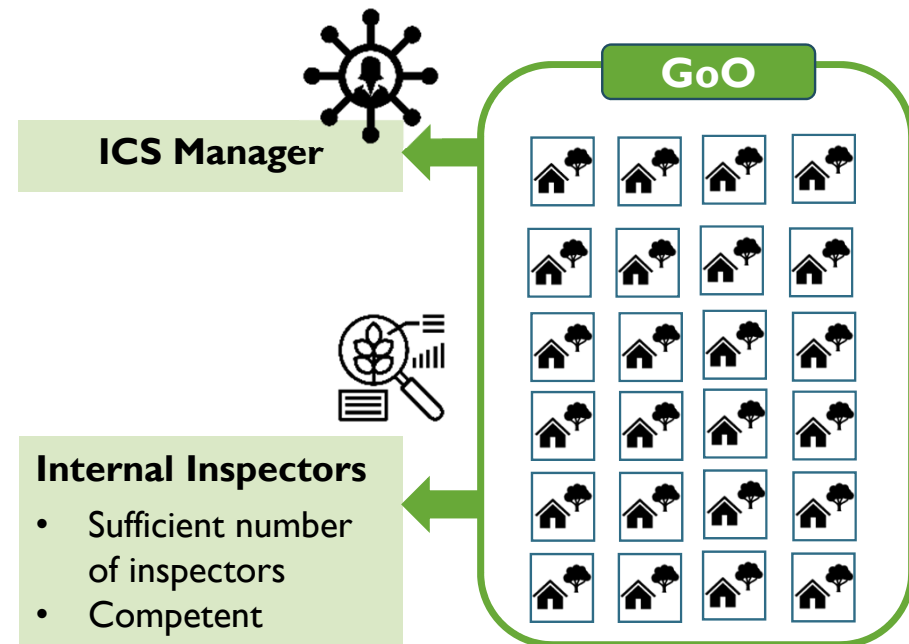 GoO
ICS Manager
Internal Inspectors
• Sufficient number
of inspectors
• Competent